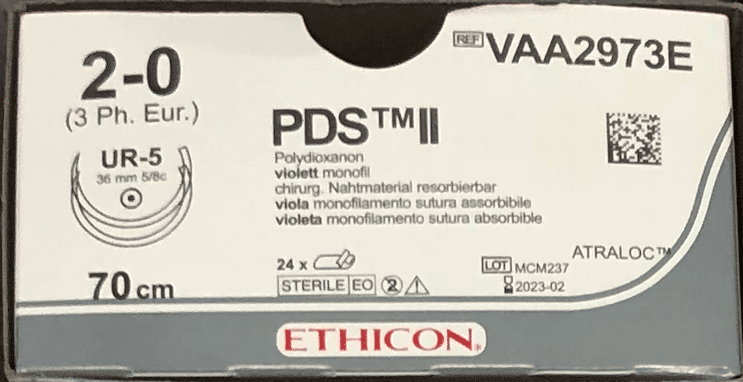 REF VAA2973E
2-0
(3 Ph. Eur.)
UR-5
36 mm 5/8c
70 cm
PDS™II
Polydioxanon
violett monofil
chirurg. Nahtmaterial resorbierbar
viola monofilamento sutura assorbibile
violeta monofilamento sutura absorbible
24 x
STERILE EO 2
LOT MCM237
2023-02
ATRALOC™
ETHICON®